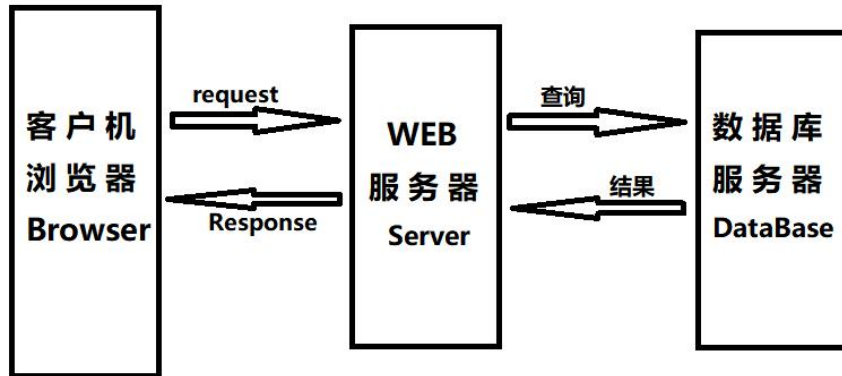 客户机
浏览器
Browser
request
Response
WEB
服务器
Server
查询
结果
数据库
服务器
DataBase